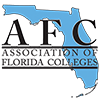 AFC
ASSOCIATION OF
FLORIDA COLLEGES